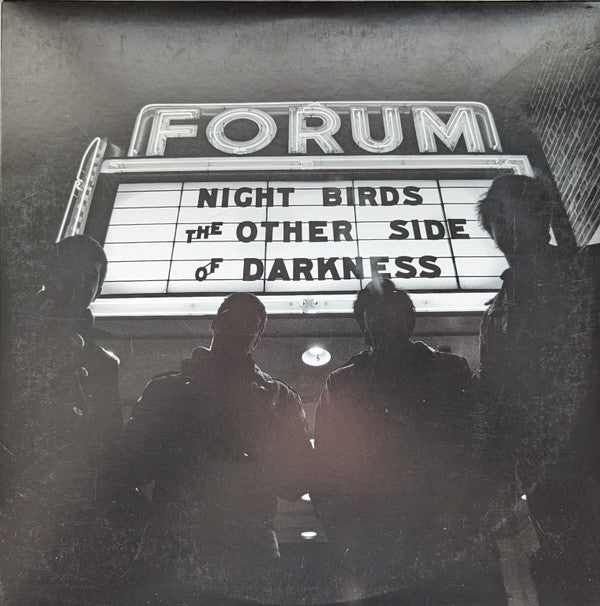 FORUM
NIGHT BIRDS
THE OTHER SIDE
OF DARKNESS